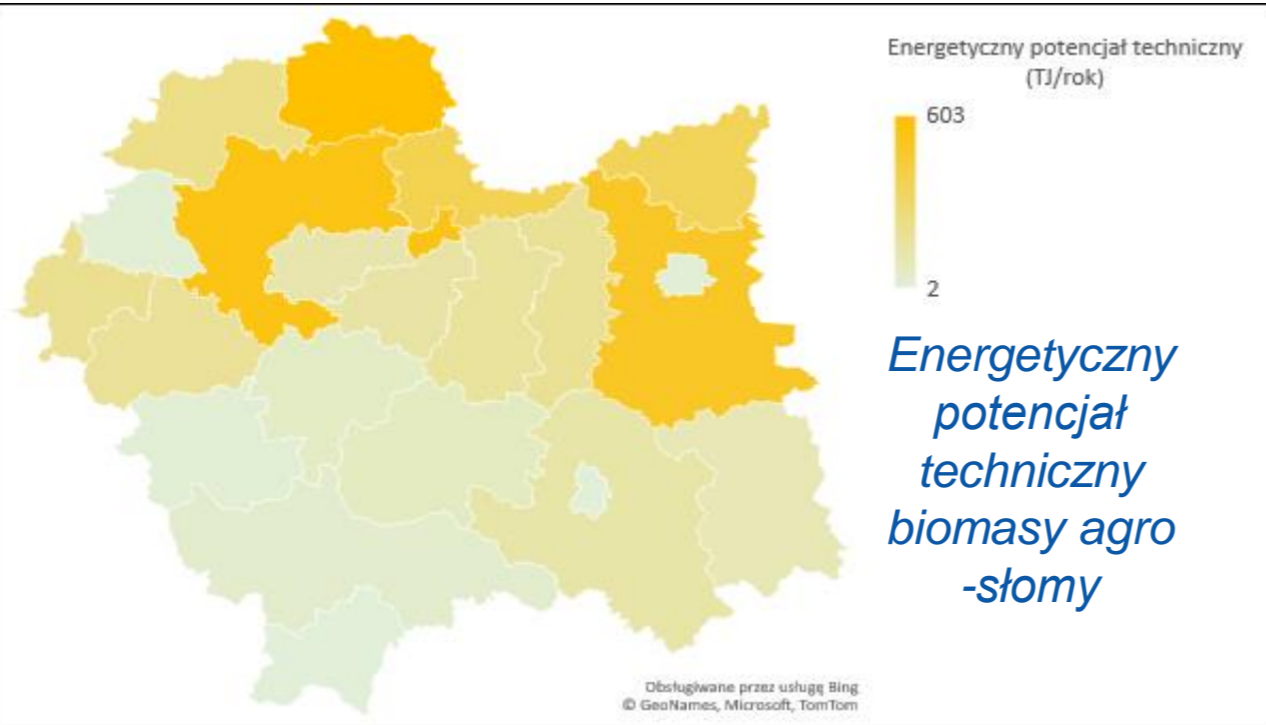 Energetyczny potencjał techniczny
(TJ/rok)
603
2
Energetyczny
potencjał
techniczny
biomasy agro
-słomy
Obsługiwane przez usługę Bing
© GeoNames, Microsoft, TomTom